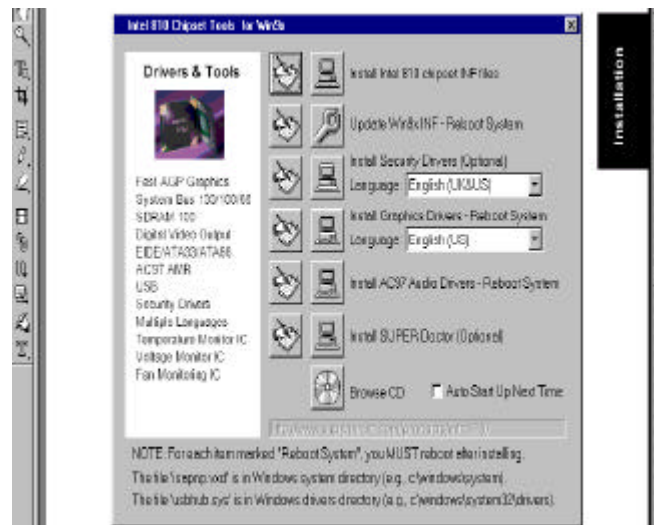 Intel 810 Chipset Tools for Win9x
Installation
Drivers & Tools
Install Intel 810 chipset INF files
Update Win9x INF - Reboot System
Install Security Drivers (Optional)
Language English (UK&US)
Install Graphics Drivers - Reboot System
Language English (US)
Install AC97 Audio Drivers - Reboot System
Install SUPER Doctor (Optional)
Browse CD
Auto Start Up Next Time
Fast AGP Graphics
System Bus 133/100/66
SDRAM 100
Digital Video Output
EIDE/ATA33/ATA66
AC97 AMR
USB
Security Drivers
Multiple Languages
Temperature Monitor IC
Voltage Monitor IC
Fan Monitoring IC
NOTE: For each item marked "Reboot System", you MUST reboot after installing.
The file 'isepnp.vxd' is in Windows system directory (e.g., c:\windows\system).
The file 'usbhub.sys' is in Windows drivers directory (e.g., c:\windows\system32\drivers).